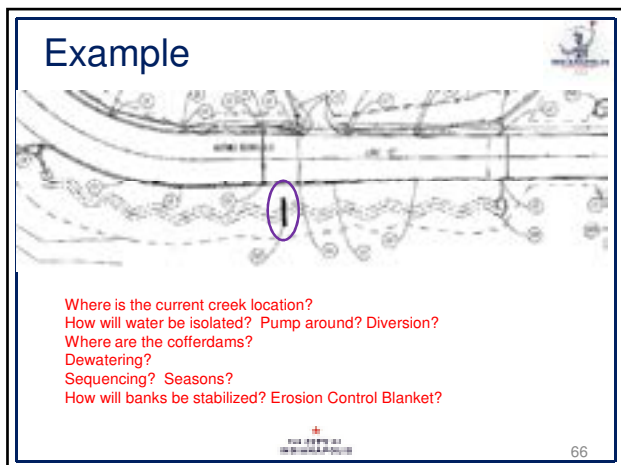 Example
Where is the current creek location?
How will water be isolated?  Pump around? Diversion?
Where are the cofferdams?
Dewatering?
Sequencing?  Seasons?
How will banks be stabilized? Erosion Control Blanket?
INDIANAPOLIS
66